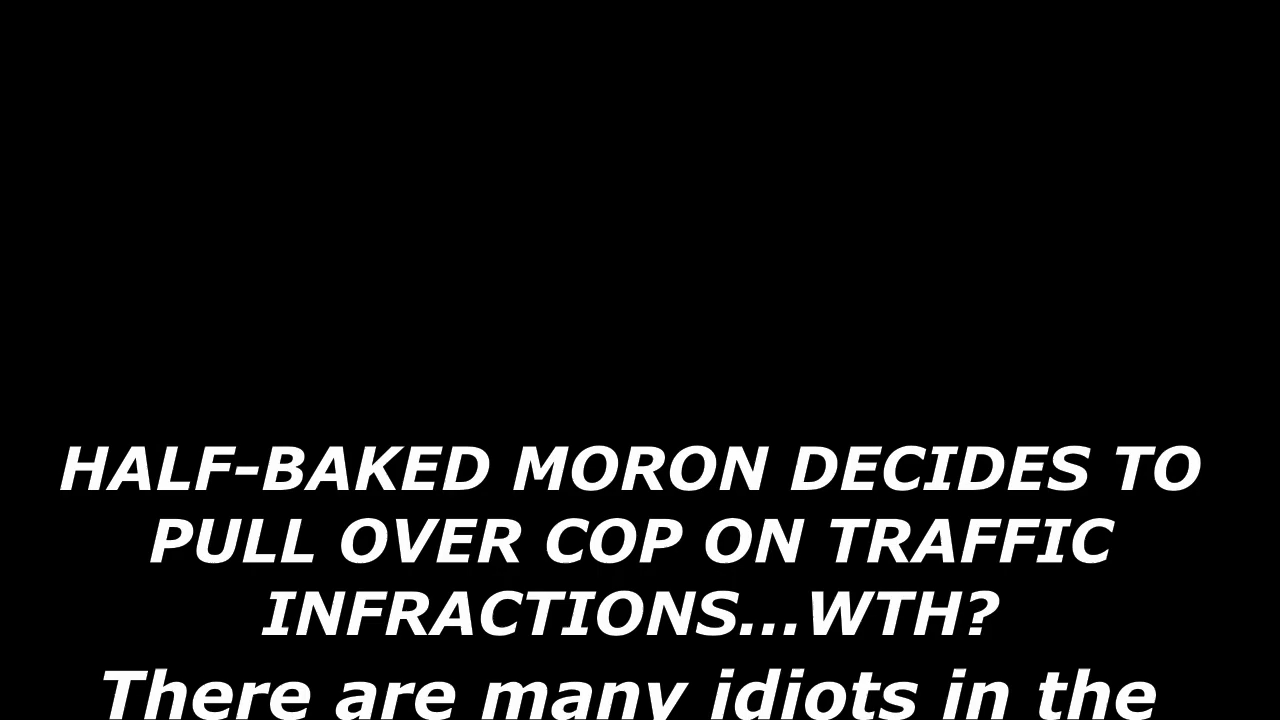 HALF-BAKED MORON DECIDES TO
PULL OVER COP ON TRAFFIC
INFRACTIONS...WTH?
There are many idiots in the